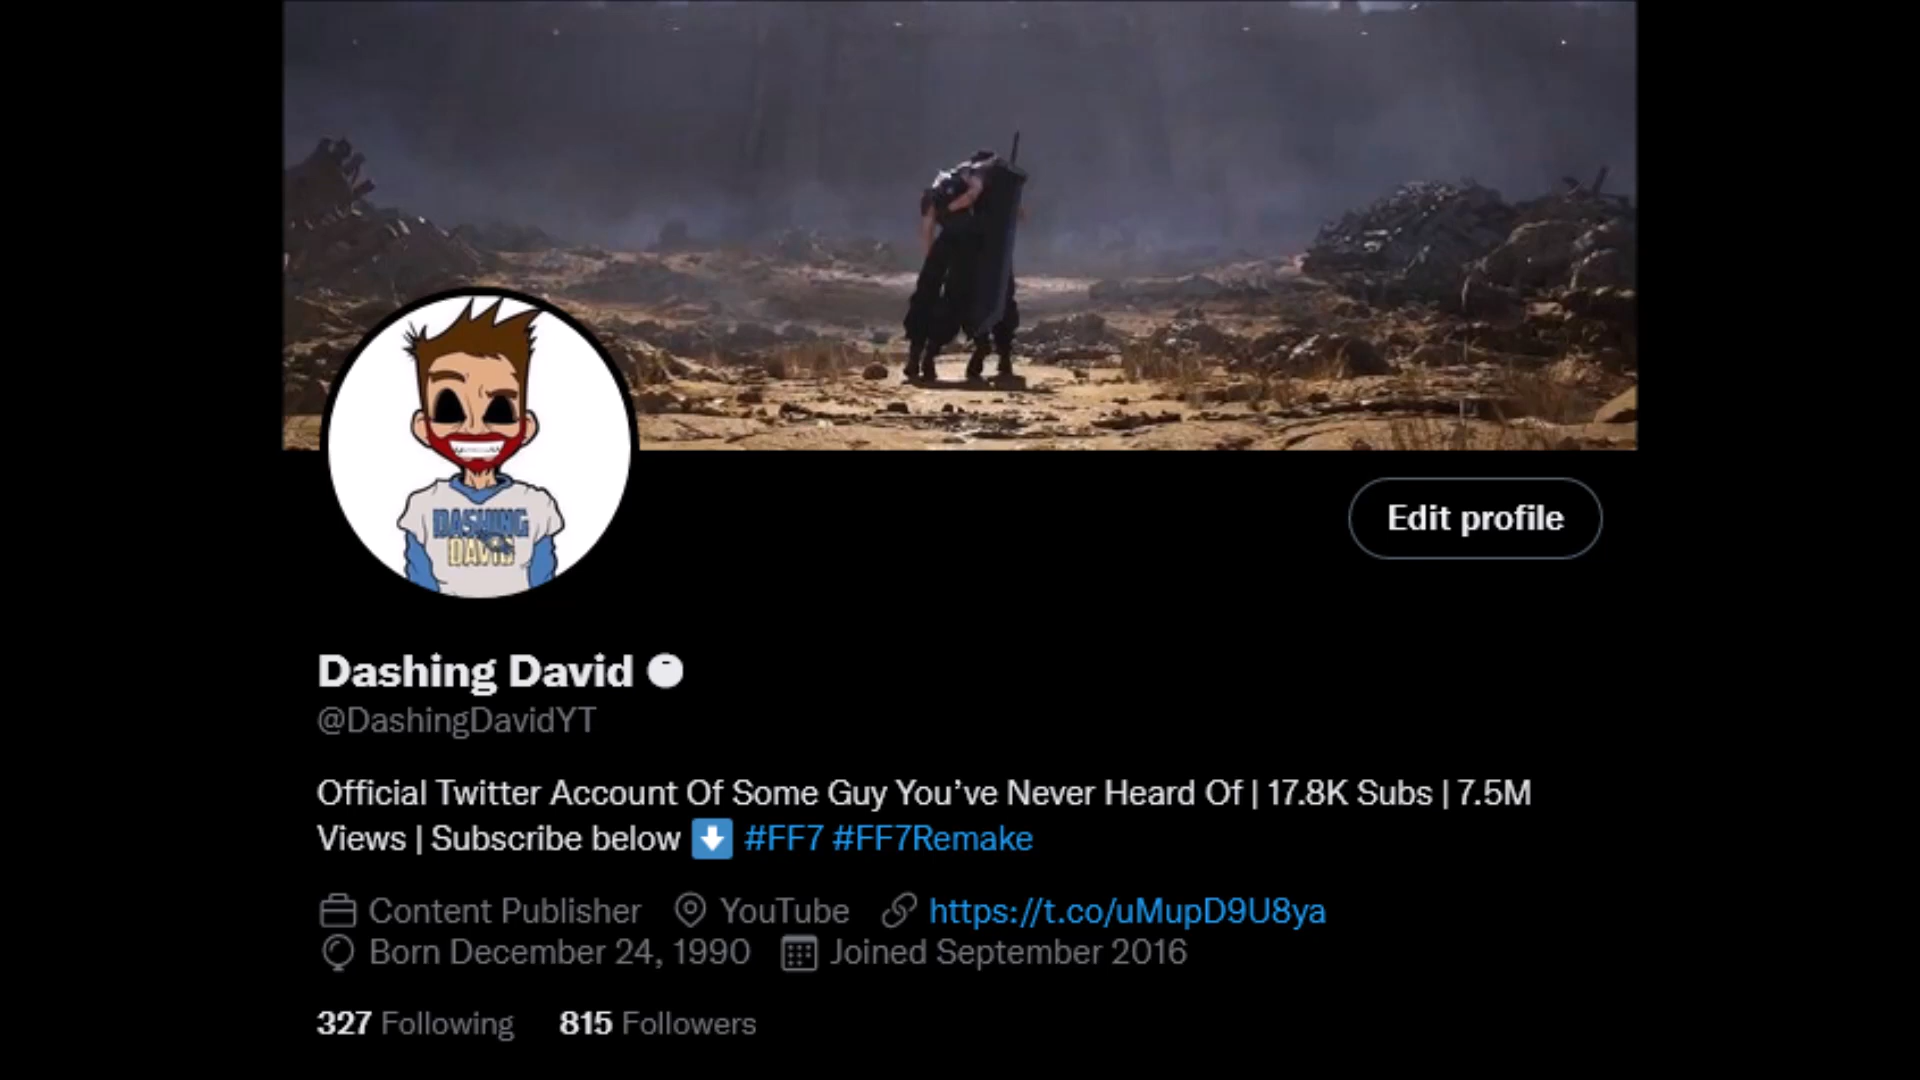 DASHING
DAVID
Edit profile
Dashing David
@DashingDavidYT
Official Twitter Account Of Some Guy You’ve Never Heard Of | 17.8K Subs | 7.5M
Views | Subscribe below ⬇️ #FF7 #FF7Remake
Content Publisher YouTube https://t.co/uMupD9U8ya
Born December 24, 1990 Joined September 2016
327 Following 815 Followers